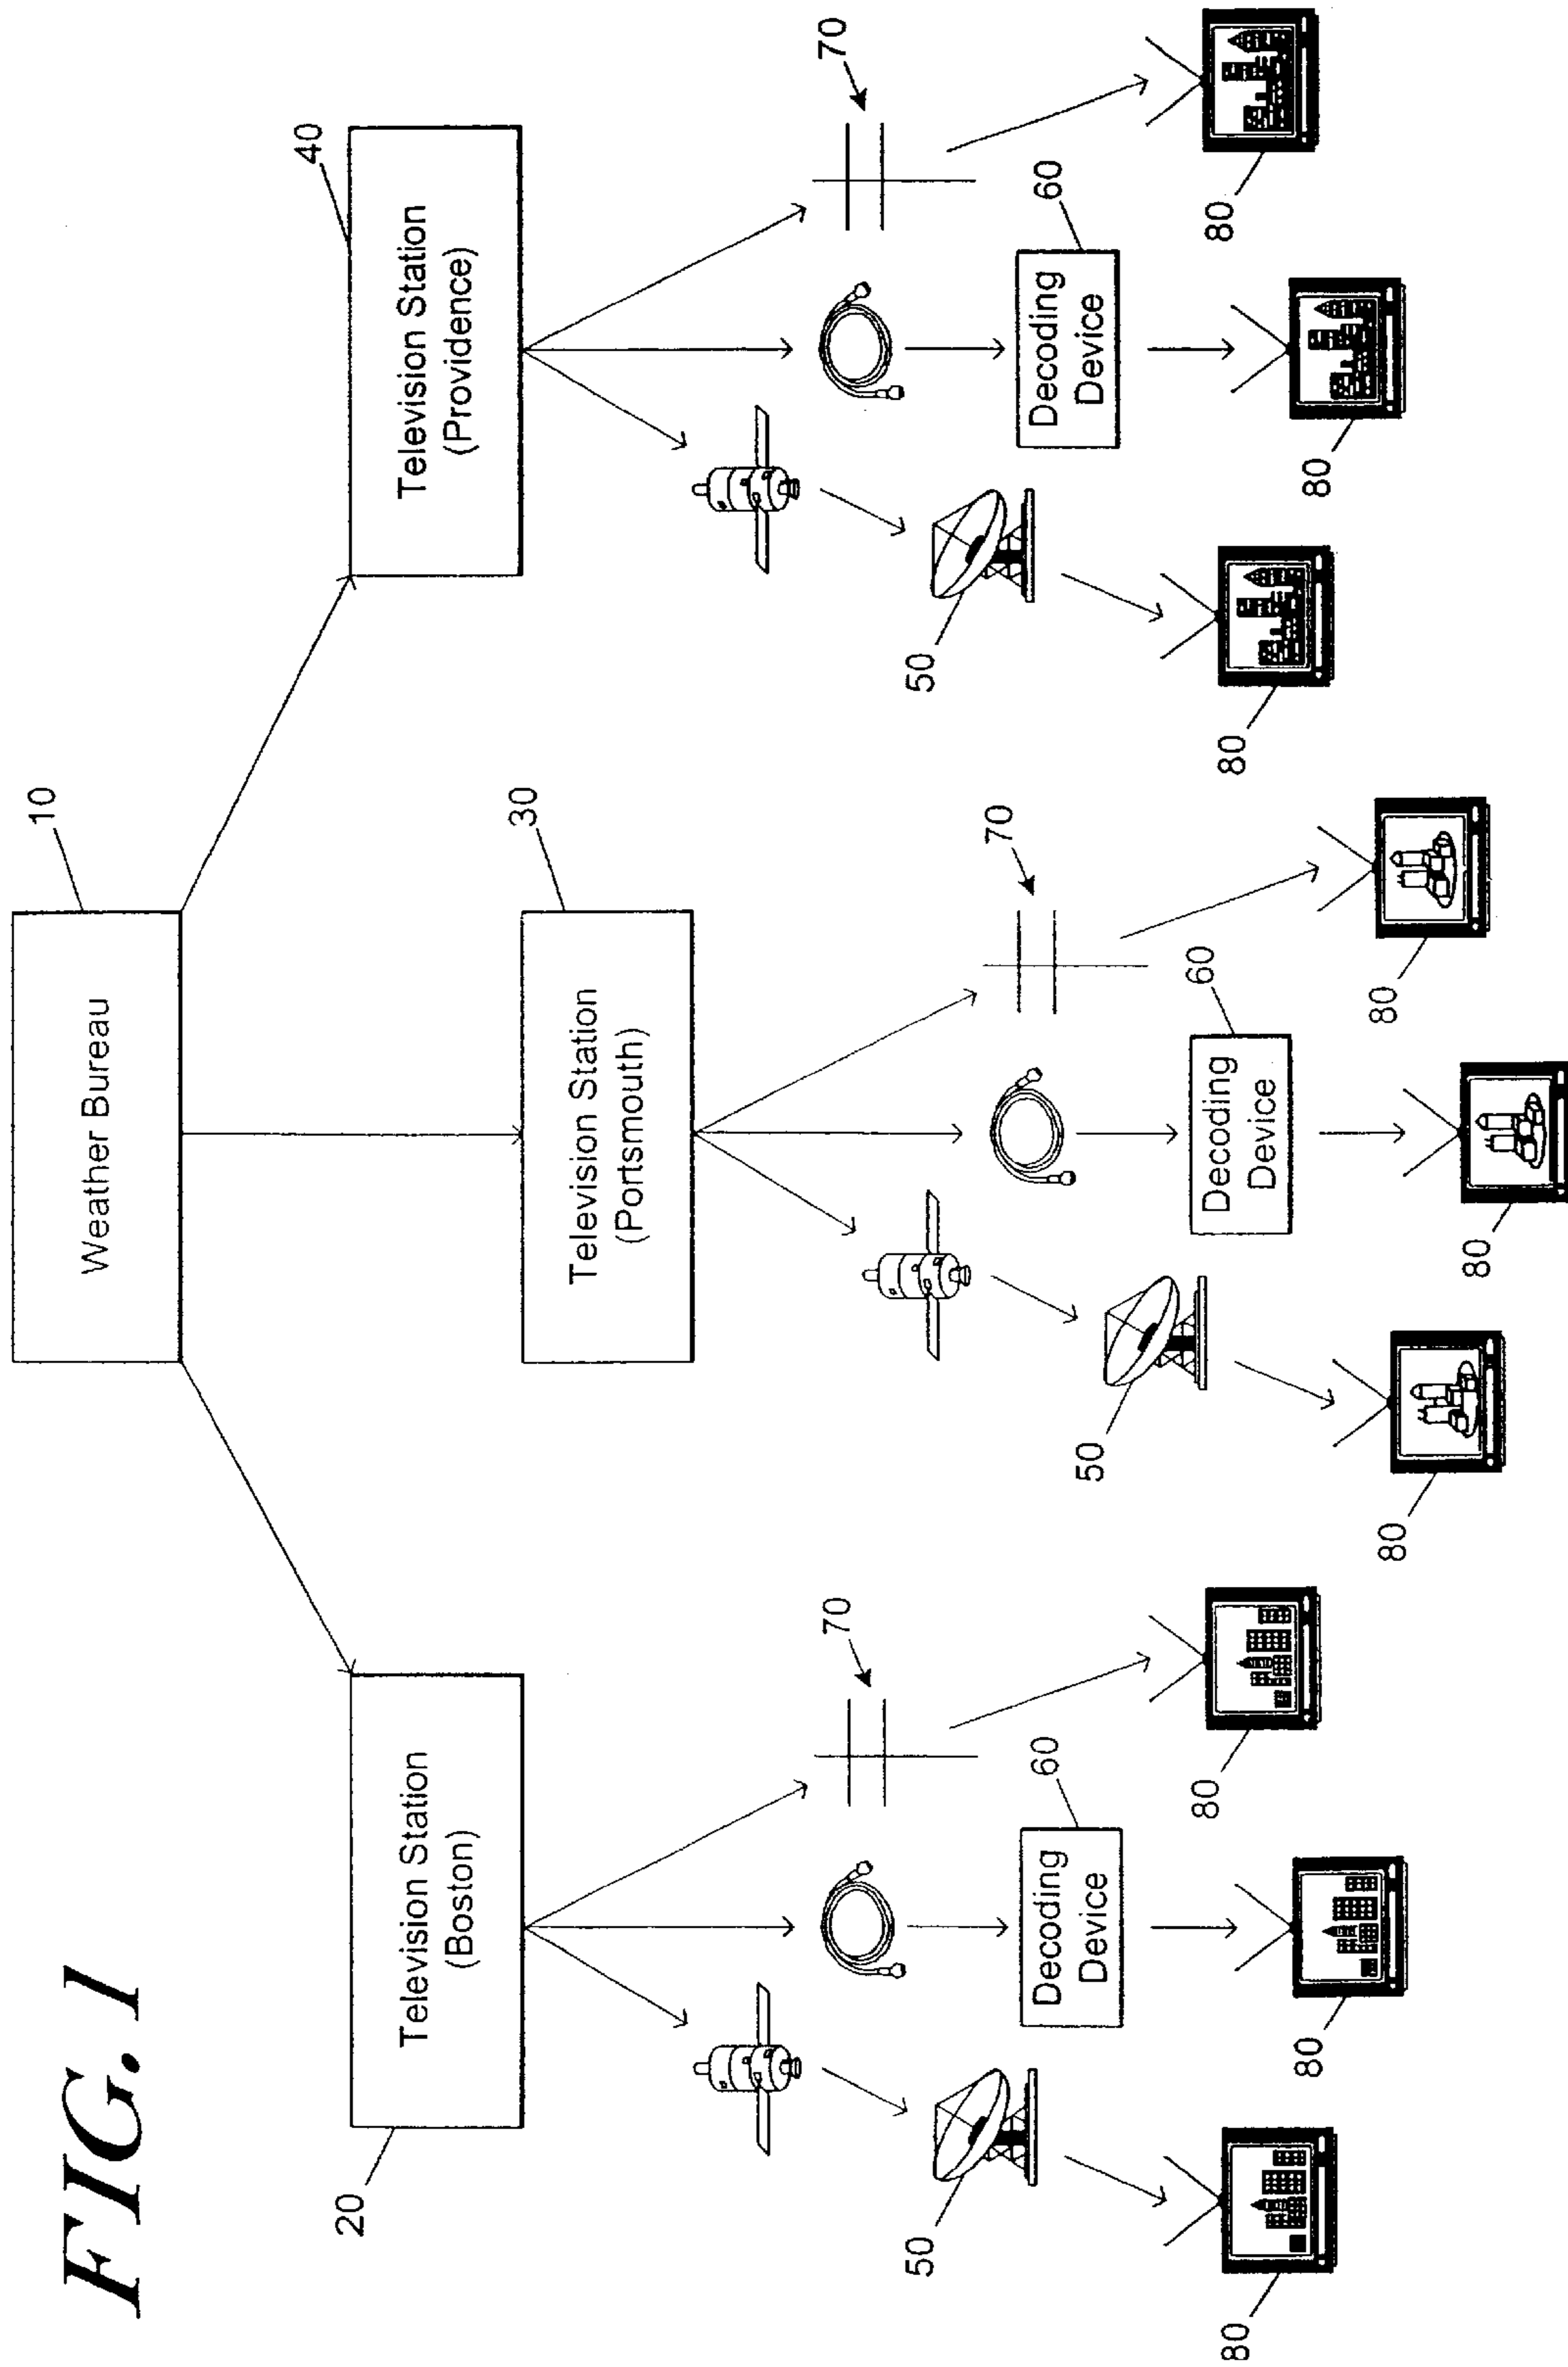 FIG. 1
Weather Bureau
10
Television Station
(Boston)
20
Television Station
(Portsmouth)
30
Television Station
(Providence)
40
70
70
70
60
60
60
Decoding
Device
Decoding
Device
Decoding
Device
50
50
50
80
80
80
80
80
80
80
80
80